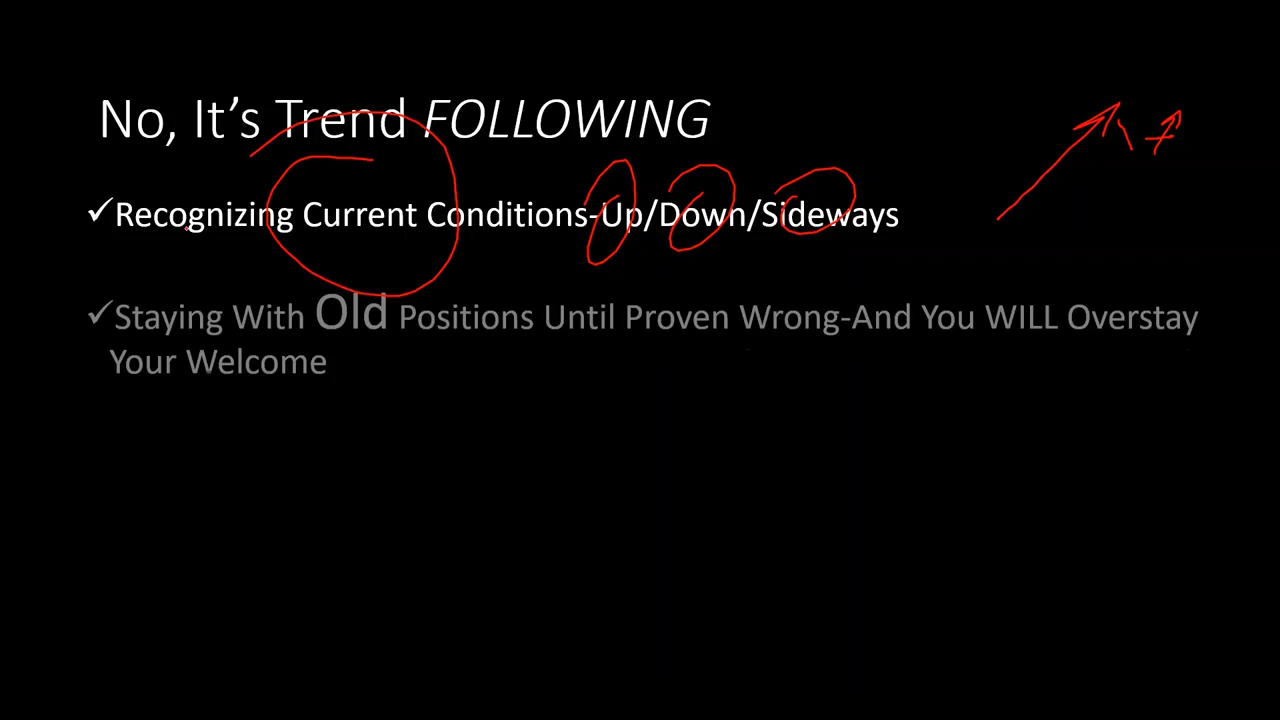 No, It’s Trend FOLLOWING
✓Recognizing Current Conditions-Up/Down/Sideways
✓Staying With Old Positions Until Proven Wrong-And You WILL Overstay
Your Welcome